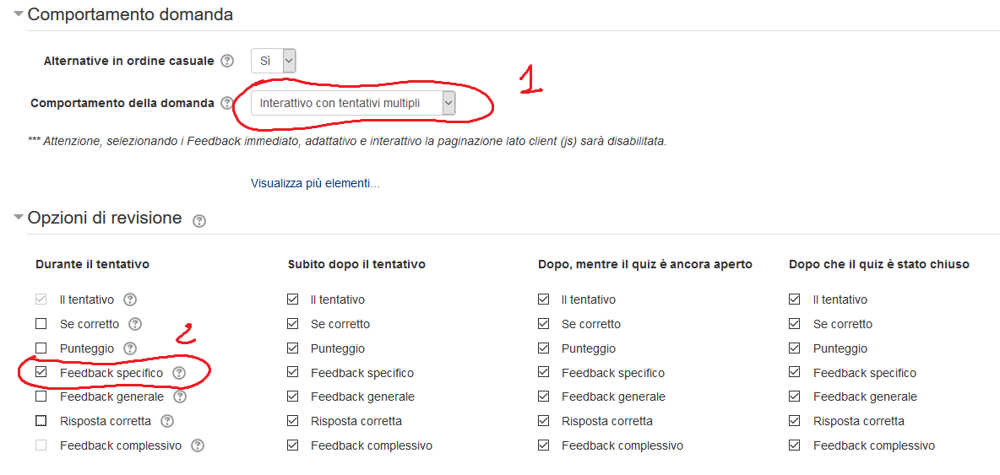 Comportamento domanda
Alternative in ordine casuale Sì
1
Comportamento della domanda Interattivo con tentativi multipli
*** Attenzione, selezionando i Feedback immediato, adattativo e interattivo la paginazione lato client (js) sarà disabilitata.
Visualizza più elementi...
Opzioni di revisione
Durante il tentativo Subito dopo il tentativo Dopo, mentre il quiz è ancora aperto Dopo che il quiz è stato chiuso
Il tentativo Il tentativo Il tentativo Il tentativo
Se corretto Se corretto Se corretto Se corretto
2
Punteggio Punteggio Punteggio Punteggio
Feedback specifico Feedback specifico Feedback specifico Feedback specifico
Feedback generale Feedback generale Feedback generale Feedback generale
Risposta corretta Risposta corretta Risposta corretta Risposta corretta
Feedback complessivo Feedback complessivo Feedback complessivo Feedback complessivo